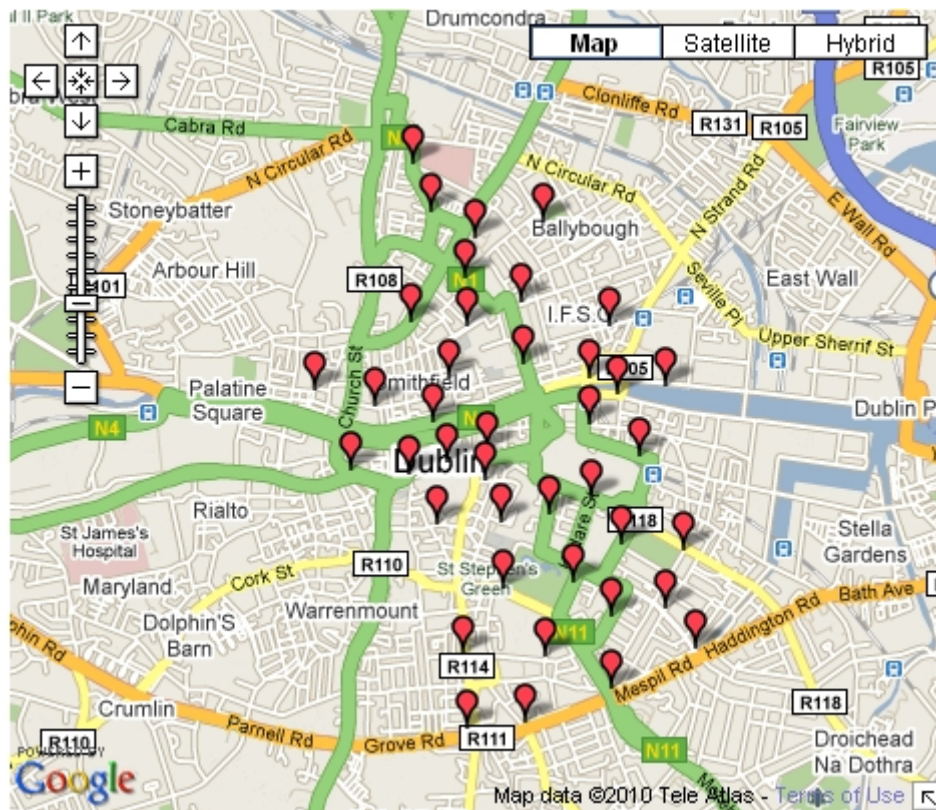 Drumcondra
Map
Satellite
Hybrid
R105
Clonliffe Rd
R131
R105
Fairview
Park
Cabra Rd
N Circular Rd
N Circular Rd
N Strand Rd
E Wall Rd
Stoneybatter
Ballybough
Arbour Hill
R108
N1
East Wall
Seville Pl
I.F.S.C
Upper Sherrif St
Church St
Smithfield
Palatine
Square
N4
Dublin
Rialto
St James's
Hospital
Stella
Gardens
R110
Cork St
St Stephen's
Green
Maryland
Bath Ave
Haddington Rd
Warrenmount
Dolphin'S
Barn
N11
R114
Mespil Rd
Crumlin
Parnell Rd
Grove Rd
R111
R118
R110
N11
Droichead
Na Dothra
POWERED BY
Google
Map data ©2010 Tele Atlas - Terms of Use